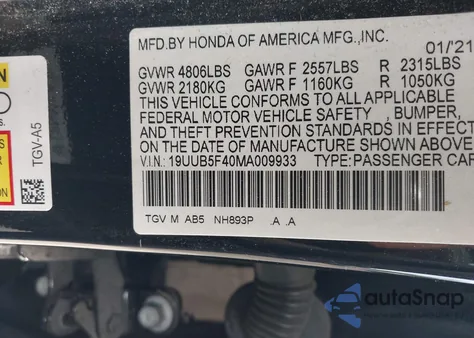 MFD.BY HONDA OF AMERICA MFG.,INC. 01/21
GVWR 4806LBS GAWR F 2557LBS R 2315LBS
GVWR 2180KG GAWR F 1160KG R 1050KG
THIS VEHICLE CONFORMS TO ALL APPLICABLE
FEDERAL MOTOR VEHICLE SAFETY , BUMPER,
AND THEFT PREVENTION STANDARDS IN EFFECT
ON THE DATE OF MANUFACTURE SHOWN ABOVE.
V.I.N.: 19UUB5F40MA009933 TYPE:PASSENGER CAR
TGV M AB5 NH893P .A .A
TGV-A5
ds.
autoSnap